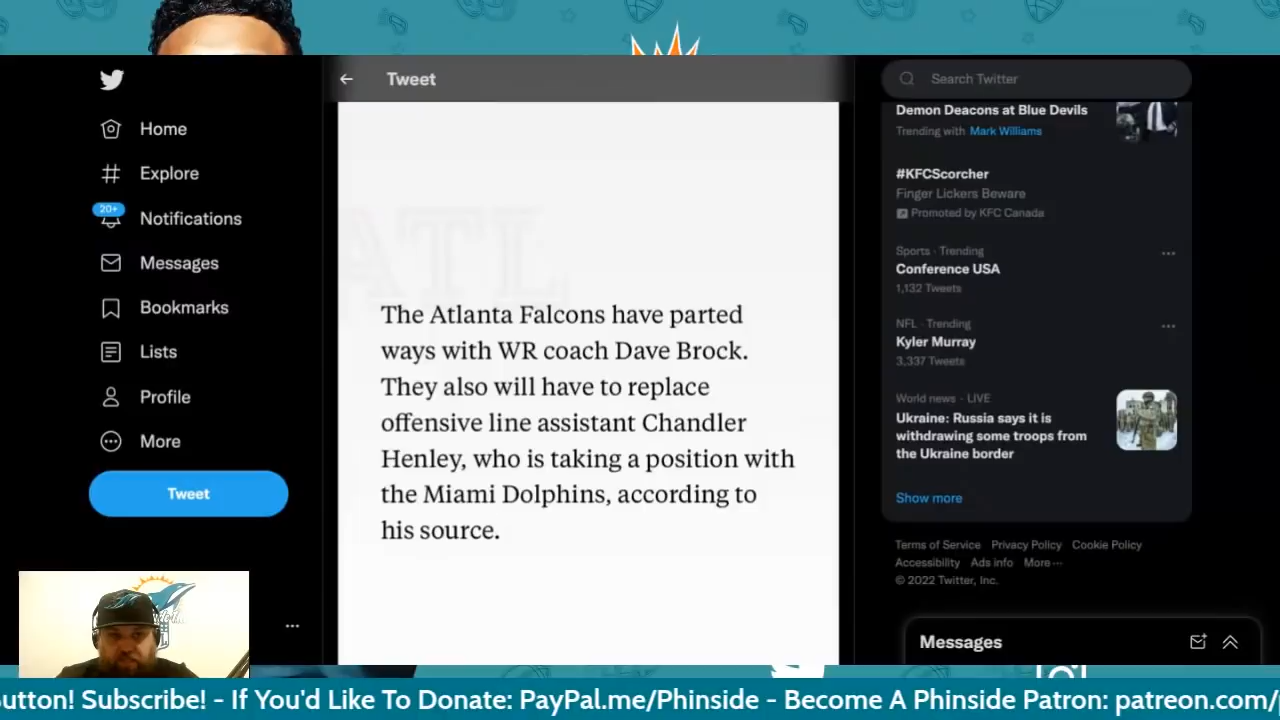 Tweet
Search Twitter
Home
Explore
20+
Notifications
Messages
Bookmarks
Lists
Profile
More
Tweet
ATL
The Atlanta Falcons have parted
ways with WR coach Dave Brock.
They also will have to replace
offensive line assistant Chandler
Henley, who is taking a position with
the Miami Dolphins, according to
his source.
Demon Deacons at Blue Devils
Trending with Mark Williams
#KFCScorcher
Finger Lickers Beware
Promoted by KFC Canada
Sports · Trending
Conference USA
1,132 Tweets
NFL · Trending
Kyler Murray
3,337 Tweets
World news · LIVE
Ukraine: Russia says it is
withdrawing some troops from
the Ukraine border
Show more
Terms of Service Privacy Policy Cookie Policy
Accessibility Ads info More ···
© 2022 Twitter, Inc.
Messages
Button! Subscribe! - If You'd Like To Donate: PayPal.me/Phinside - Become A Phinside Patron: patreon.com/